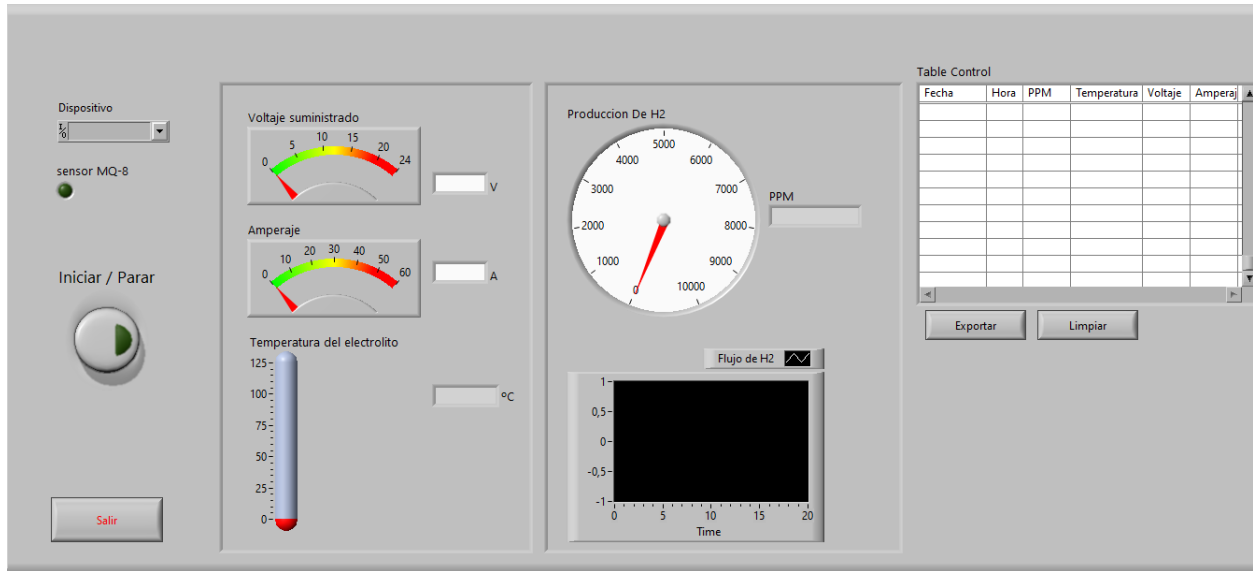 Dispositivo
I/O
sensor MQ-8
Iniciar / Parar
Salir
Voltaje suministrado
0 5 10 15 20 24
V
Amperaje
0 10 20 30 40 50 60
A
Temperatura del electrolito
125
100
75
50
25
0
ºC
Produccion De H2
0 1000 2000 3000 4000 5000 6000 7000 8000 9000 10000
PPM
Flujo de H2
1
0,5
0
-0,5
-1
0 5 10 15 20
Time
Table Control
Fecha Hora PPM Temperatura Voltaje Amperaj
Exportar Limpiar